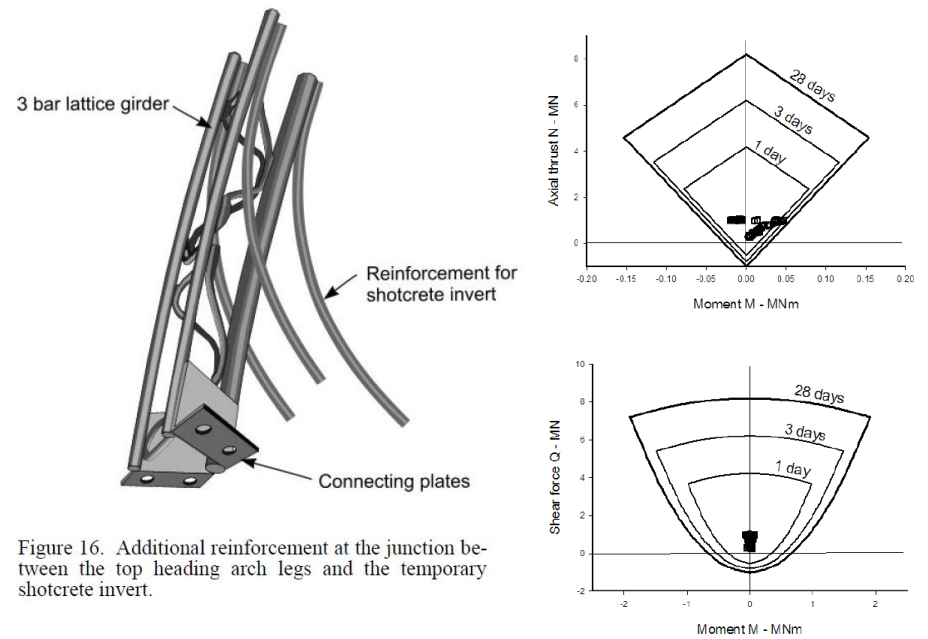 3 bar lattice girder
Reinforcement for
shotcrete invert
Connecting plates
Figure 16. Additional reinforcement at the junction be-
tween the top heading arch legs and the temporary
shotcrete invert.
Axial thrust N - MN
8
6
4
2
0
28 days
3 days
1 day
-0.20 -0.15 -0.10 -0.05 0.00 0.05 0.10 0.15 0.20
Moment M - MNm
Shear force Q - MN
10
8
6
4
2
0
-2
28 days
3 days
1 day
-2 -1 0 1 2
Moment M - MNm